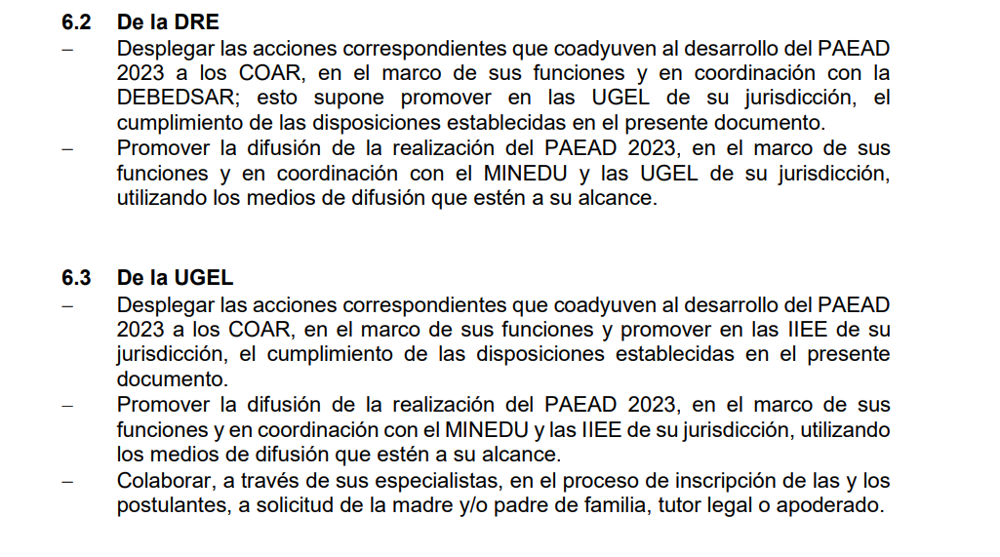 6.2 De la DRE
– Desplegar las acciones correspondientes que coadyuven al desarrollo del PAEAD
2023 a los COAR, en el marco de sus funciones y en coordinación con la
DEBEDSAR; esto supone promover en las UGEL de su jurisdicción, el
cumplimiento de las disposiciones establecidas en el presente documento.
– Promover la difusión de la realización del PAEAD 2023, en el marco de sus
funciones y en coordinación con el MINEDU y las UGEL de su jurisdicción,
utilizando los medios de difusión que estén a su alcance.
6.3 De la UGEL
– Desplegar las acciones correspondientes que coadyuven al desarrollo del PAEAD
2023 a los COAR, en el marco de sus funciones y promover en las IIEE de su
jurisdicción, el cumplimiento de las disposiciones establecidas en el presente
documento.
– Promover la difusión de la realización del PAEAD 2023, en el marco de sus
funciones y en coordinación con el MINEDU y las IIEE de su jurisdicción, utilizando
los medios de difusión que estén a su alcance.
– Colaborar, a través de sus especialistas, en el proceso de inscripción de las y los
postulantes, a solicitud de la madre y/o padre de familia, tutor legal o apoderado.